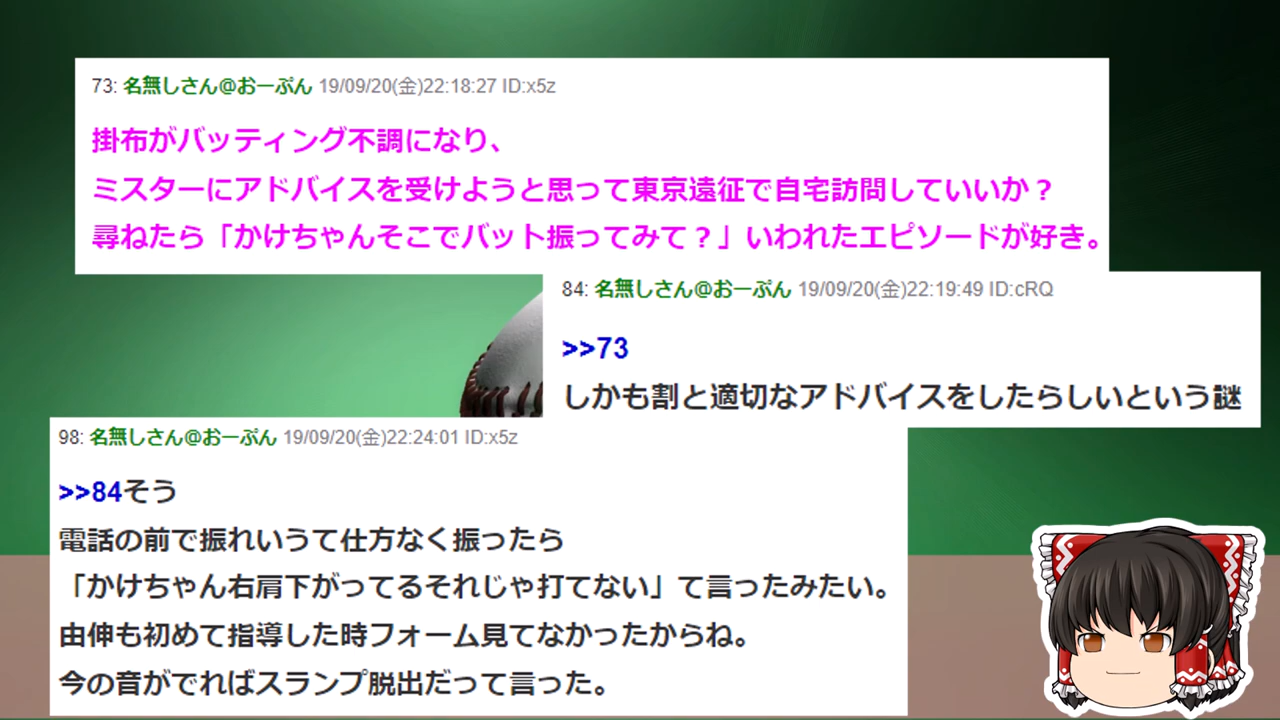 73: 名無しさん@おーぷん 19/09/20(金)22:18:27 ID:x5z
掛布がバッティング不調になり、
ミスターにアドバイスを受けようと思って東京遠征で自宅訪問していいか？
尋ねたら「かけちゃんそこでバット振ってみて？」いわれたエピソードが好き。
84: 名無しさん@おーぷん 19/09/20(金)22:19:49 ID:cRQ
>>73
しかも割と適切なアドバイスをしたらしいという謎
98: 名無しさん@おーぷん 19/09/20(金)22:24:01 ID:x5z
>>84そう
電話の前で振れいうて仕方なく振ったら
「かけちゃん右肩下がってるそれじゃ打てない」て言ったみたい。
由伸も初めて指導した時フォーム見てなかったからね。
今の音がでればスランプ脱出だって言った。